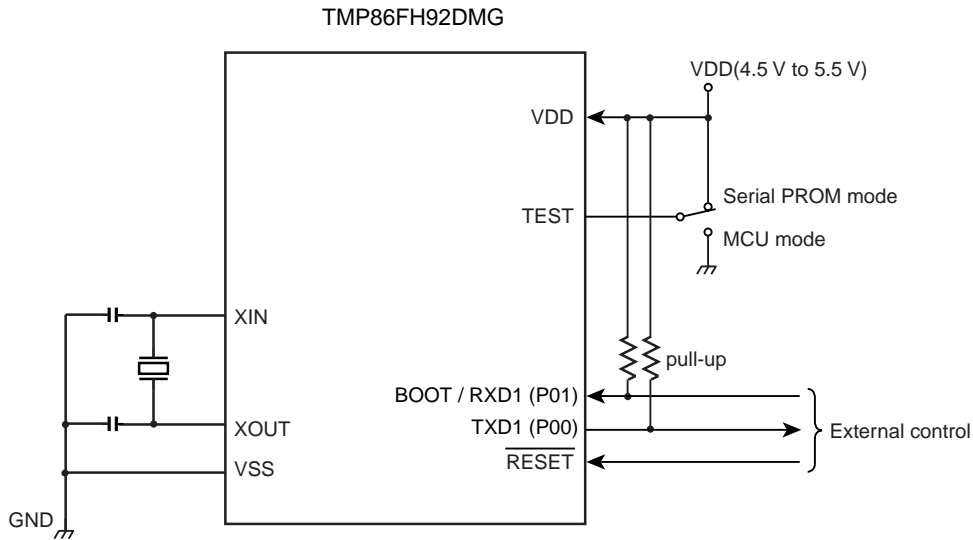 TMP86FH92DMG
VDD(4.5 V to 5.5 V)
VDD
Serial PROM mode
TEST
MCU mode
XIN
pull-up
BOOT / RXD1 (P01)
XOUT
TXD1 (P00)
External control
RESET
VSS
GND